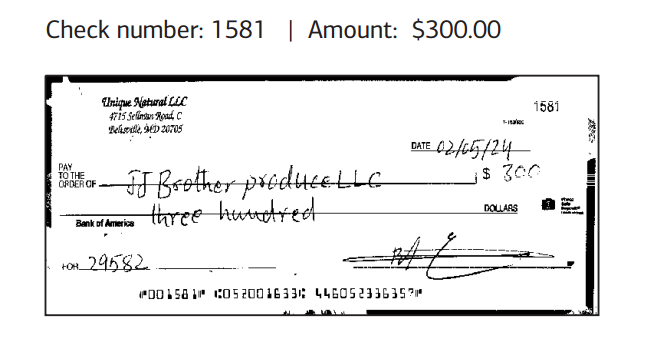 Check number: 1581 | Amount: $300.00
Unique Natural LLC
4715 Sellman Road, C
Beltsville, MD 20705
1581
DATE 02/05/24
PAY
TO THE
ORDER OF JJ Brother produce LLC $ 300
three hundred DOLLARS
Bank of America
FOR 29582
⑈001581⑈ ⑆052001633⑆ 446052336357⑈